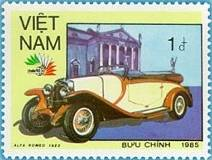 VIỆT NAM
1đ
ALFA ROMEO 1922
BƯU CHÍNH
1985